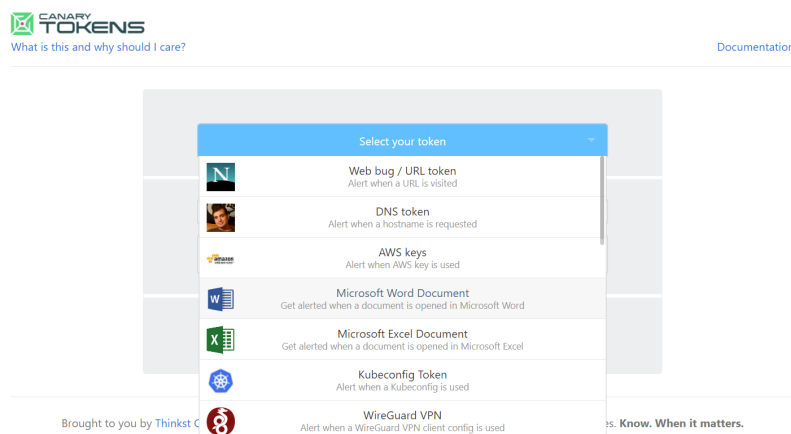 CANARY
TOKENS
What is this and why should I care?
Documentation
Select your token
Web bug / URL token
Alert when a URL is visited
DNS token
Alert when a hostname is requested
AWS keys
Alert when AWS key is used
Microsoft Word Document
Get alerted when a document is opened in Microsoft Word
Microsoft Excel Document
Get alerted when a document is opened in Microsoft Excel
Kubeconfig Token
Alert when a Kubeconfig is used
WireGuard VPN
Alert when a WireGuard VPN client config is used
Brought to you by Thinkst
Know. When it matters.